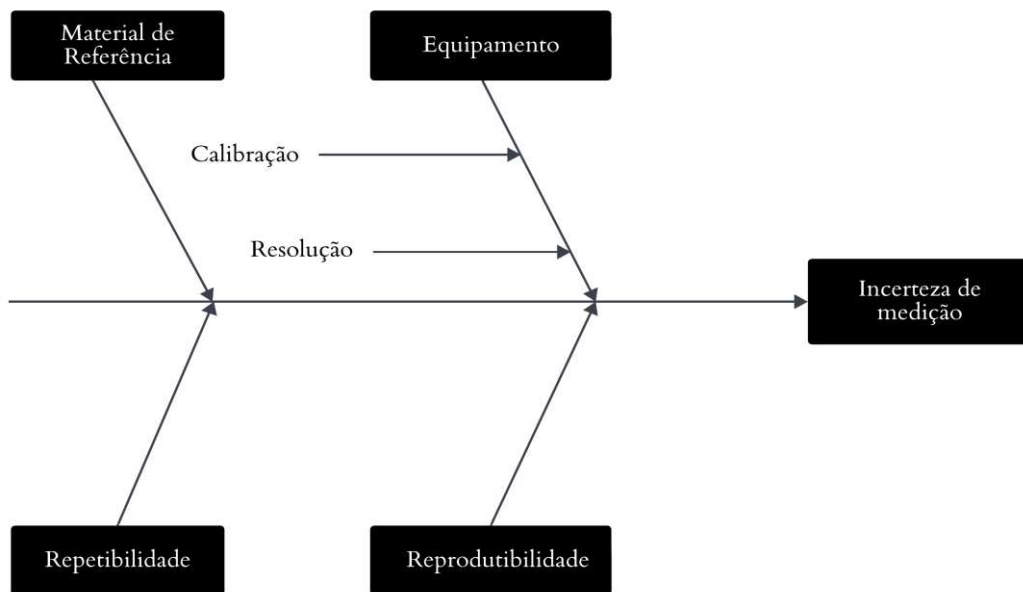 Material de
Referência
Equipamento
Calibração
Resolução
Incerteza de
medição
Repetibilidade
Reprodutibilidade